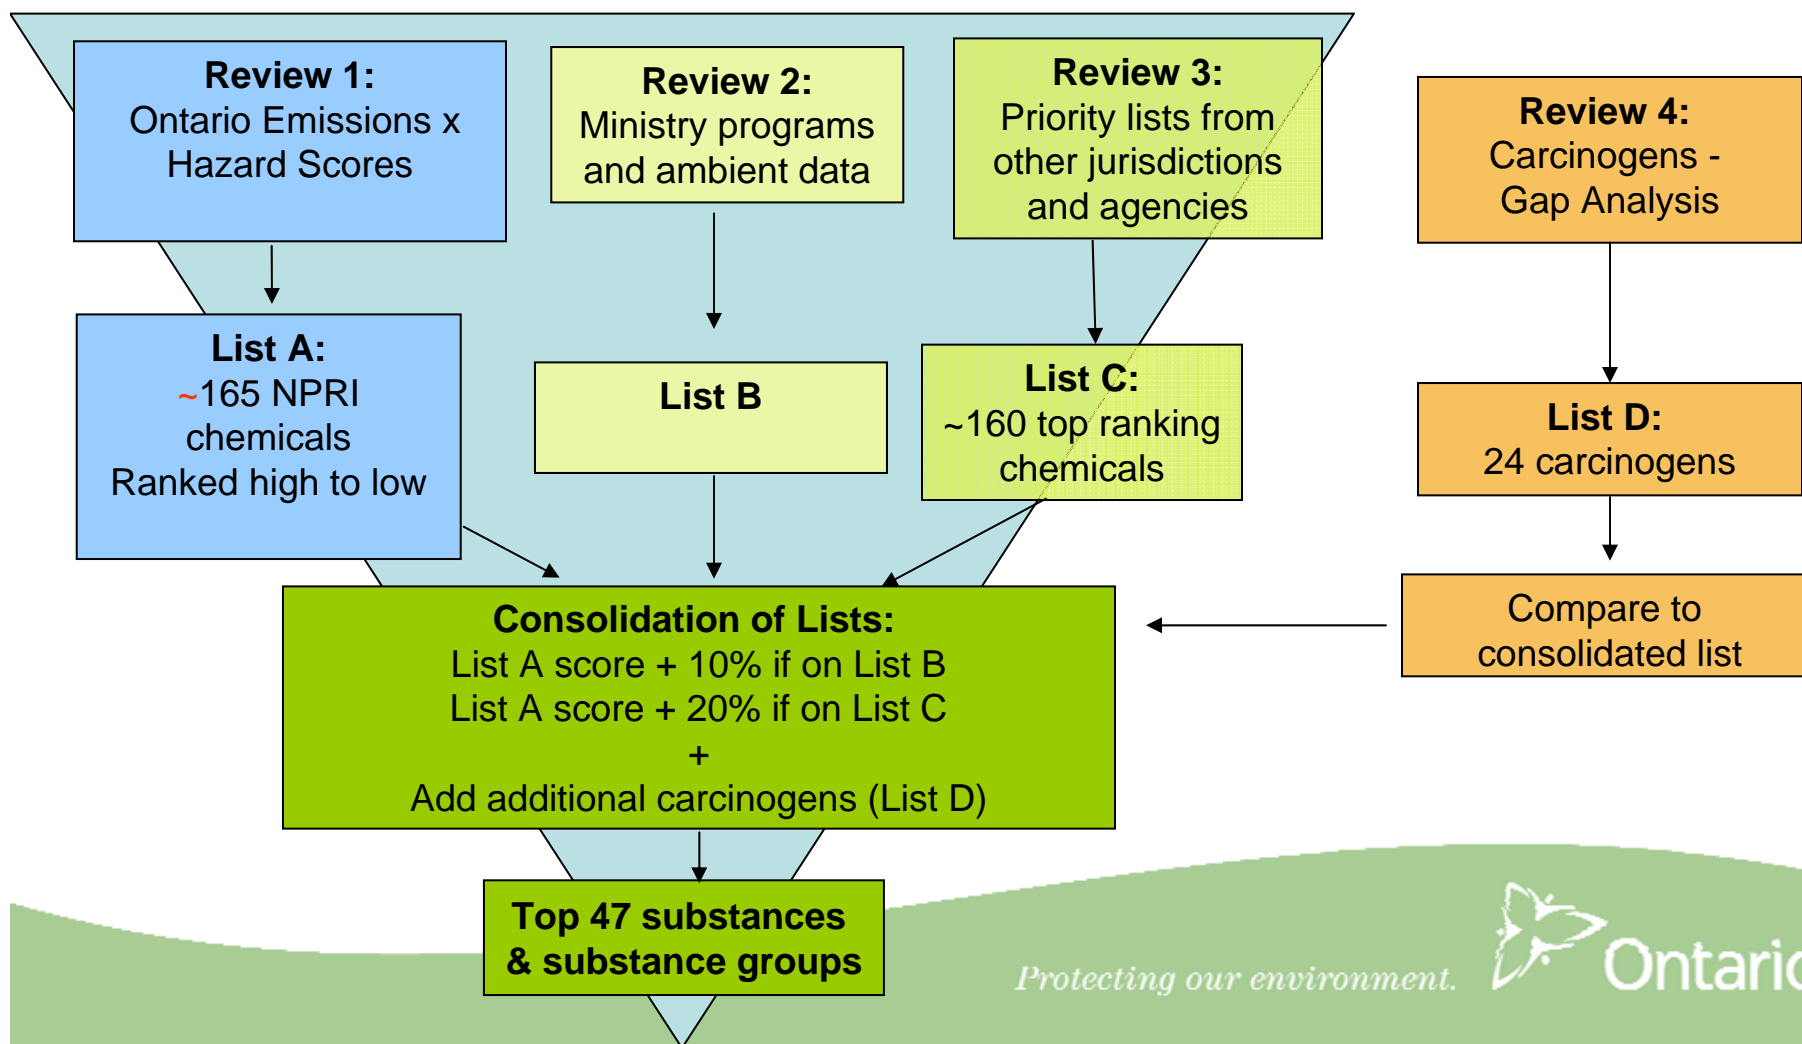 Review 1:
Ontario Emissions x
Hazard Scores
Review 2:
Ministry programs
and ambient data
Review 3:
Priority lists from
other jurisdictions
and agencies
Review 4:
Carcinogens -
Gap Analysis
List A:
~165 NPRI
chemicals
Ranked high to low
List B
List C:
~160 top ranking
chemicals
List D:
24 carcinogens
Consolidation of Lists:
List A score + 10% if on List B
List A score + 20% if on List C
+
Add additional carcinogens (List D)
Compare to
consolidated list
Top 47 substances
& substance groups
Protecting our environment.
Ontario